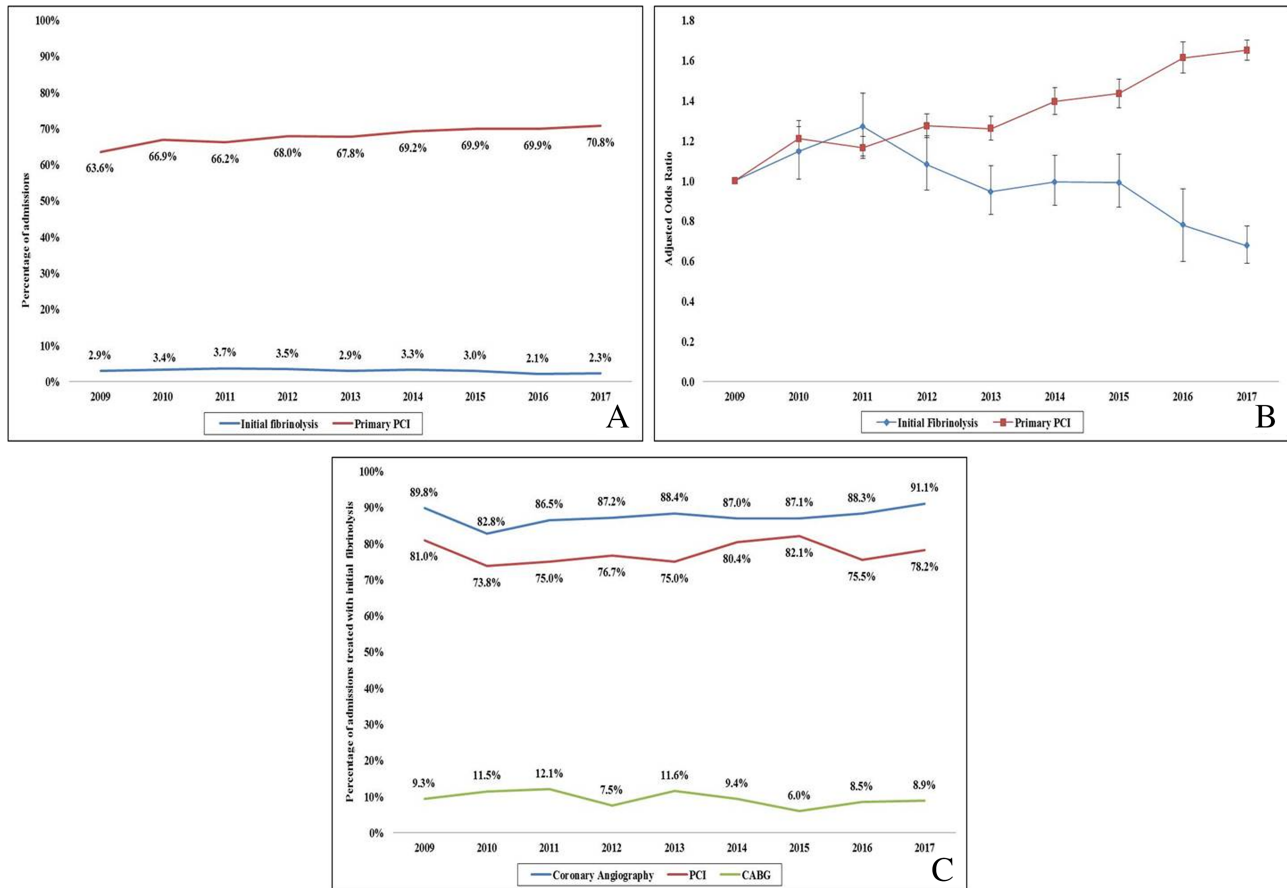 100%
90%
80%
70%
60%
50%
40%
30%
20%
10%
0%
Percentage of admissions
63.6% 66.9% 66.2% 68.0% 67.8% 69.2% 69.9% 69.9% 70.8%
2.9% 3.4% 3.7% 3.5% 2.9% 3.3% 3.0% 2.1% 2.3%
2009 2010 2011 2012 2013 2014 2015 2016 2017
Initial fibrinolysis Primary PCI
A
1.8
1.6
1.4
1.2
1.0
0.8
0.6
0.4
0.2
0.0
Adjusted Odds Ratio
2009 2010 2011 2012 2013 2014 2015 2016 2017
Initial Fibrinolysis Primary PCI
B
100%
90%
80%
70%
60%
50%
40%
30%
20%
10%
0%
Percentage of admissions treated with initial fibrinolysis
89.8% 82.8% 86.5% 87.2% 88.4% 87.0% 87.1% 88.3% 91.1%
81.0% 73.8% 75.0% 76.7% 75.0% 80.4% 82.1% 75.5% 78.2%
9.3% 11.5% 12.1% 7.5% 11.6% 9.4% 6.0% 8.5% 8.9%
2009 2010 2011 2012 2013 2014 2015 2016 2017
Coronary Angiography PCI CABG
C